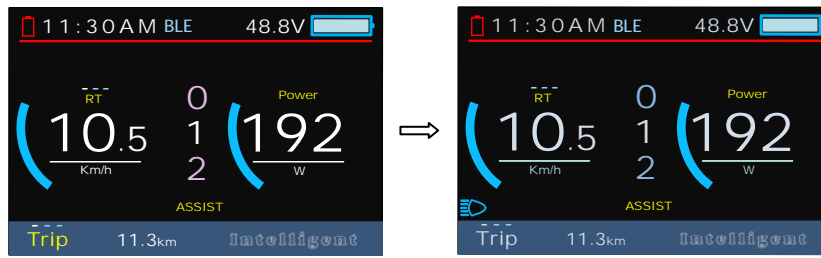 11:30AM BLE 48.8V
RT 0 Power
10.5 1 192
Km/h 2 W
ASSIST
Trip 11.3km Intelligent
11:30AM BLE 48.8V
RT 0 Power
10.5 1 192
Km/h 2 W
ASSIST
Trip 11.3km Intelligent